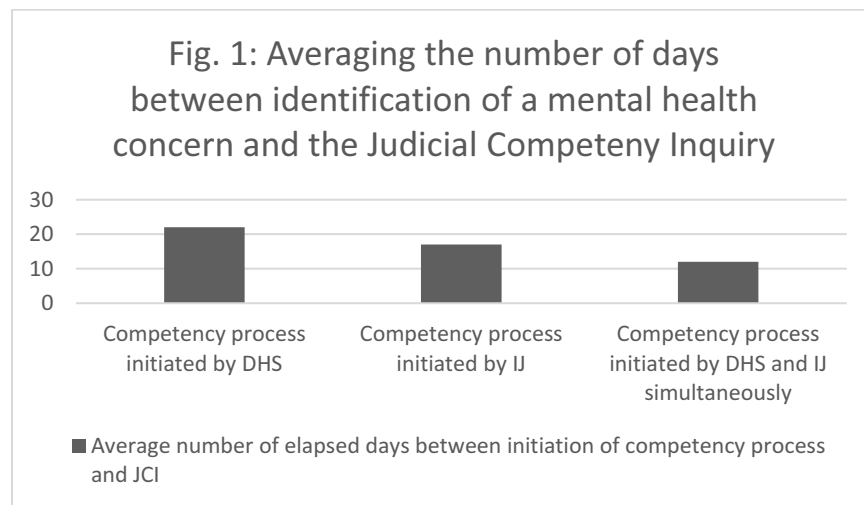 Fig. 1: Averaging the number of days
between identification of a mental health
concern and the Judicial Competeny Inquiry
30
20
10
0
Competency process
initiated by DHS
Competency process
initiated by IJ
Competency process
initiated by DHS and IJ
simultaneously
Average number of elapsed days between initiation of competency process
and JCI